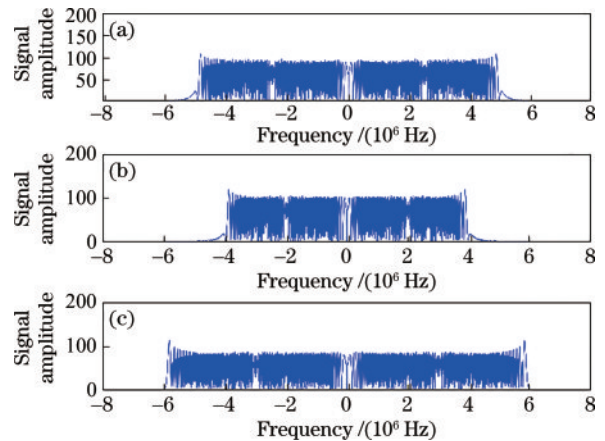 (a)
Signal
amplitude
200
150
100
50
−8 −6 −4 −2 0 2 4 6 8
Frequency /(10⁶ Hz)
(b)
Signal
amplitude
200
100
0
−8 −6 −4 −2 0 2 4 6 8
Frequency /(10⁶ Hz)
(c)
Signal
amplitude
200
100
0
−8 −6 −4 −2 0 2 4 6 8
Frequency /(10⁶ Hz)